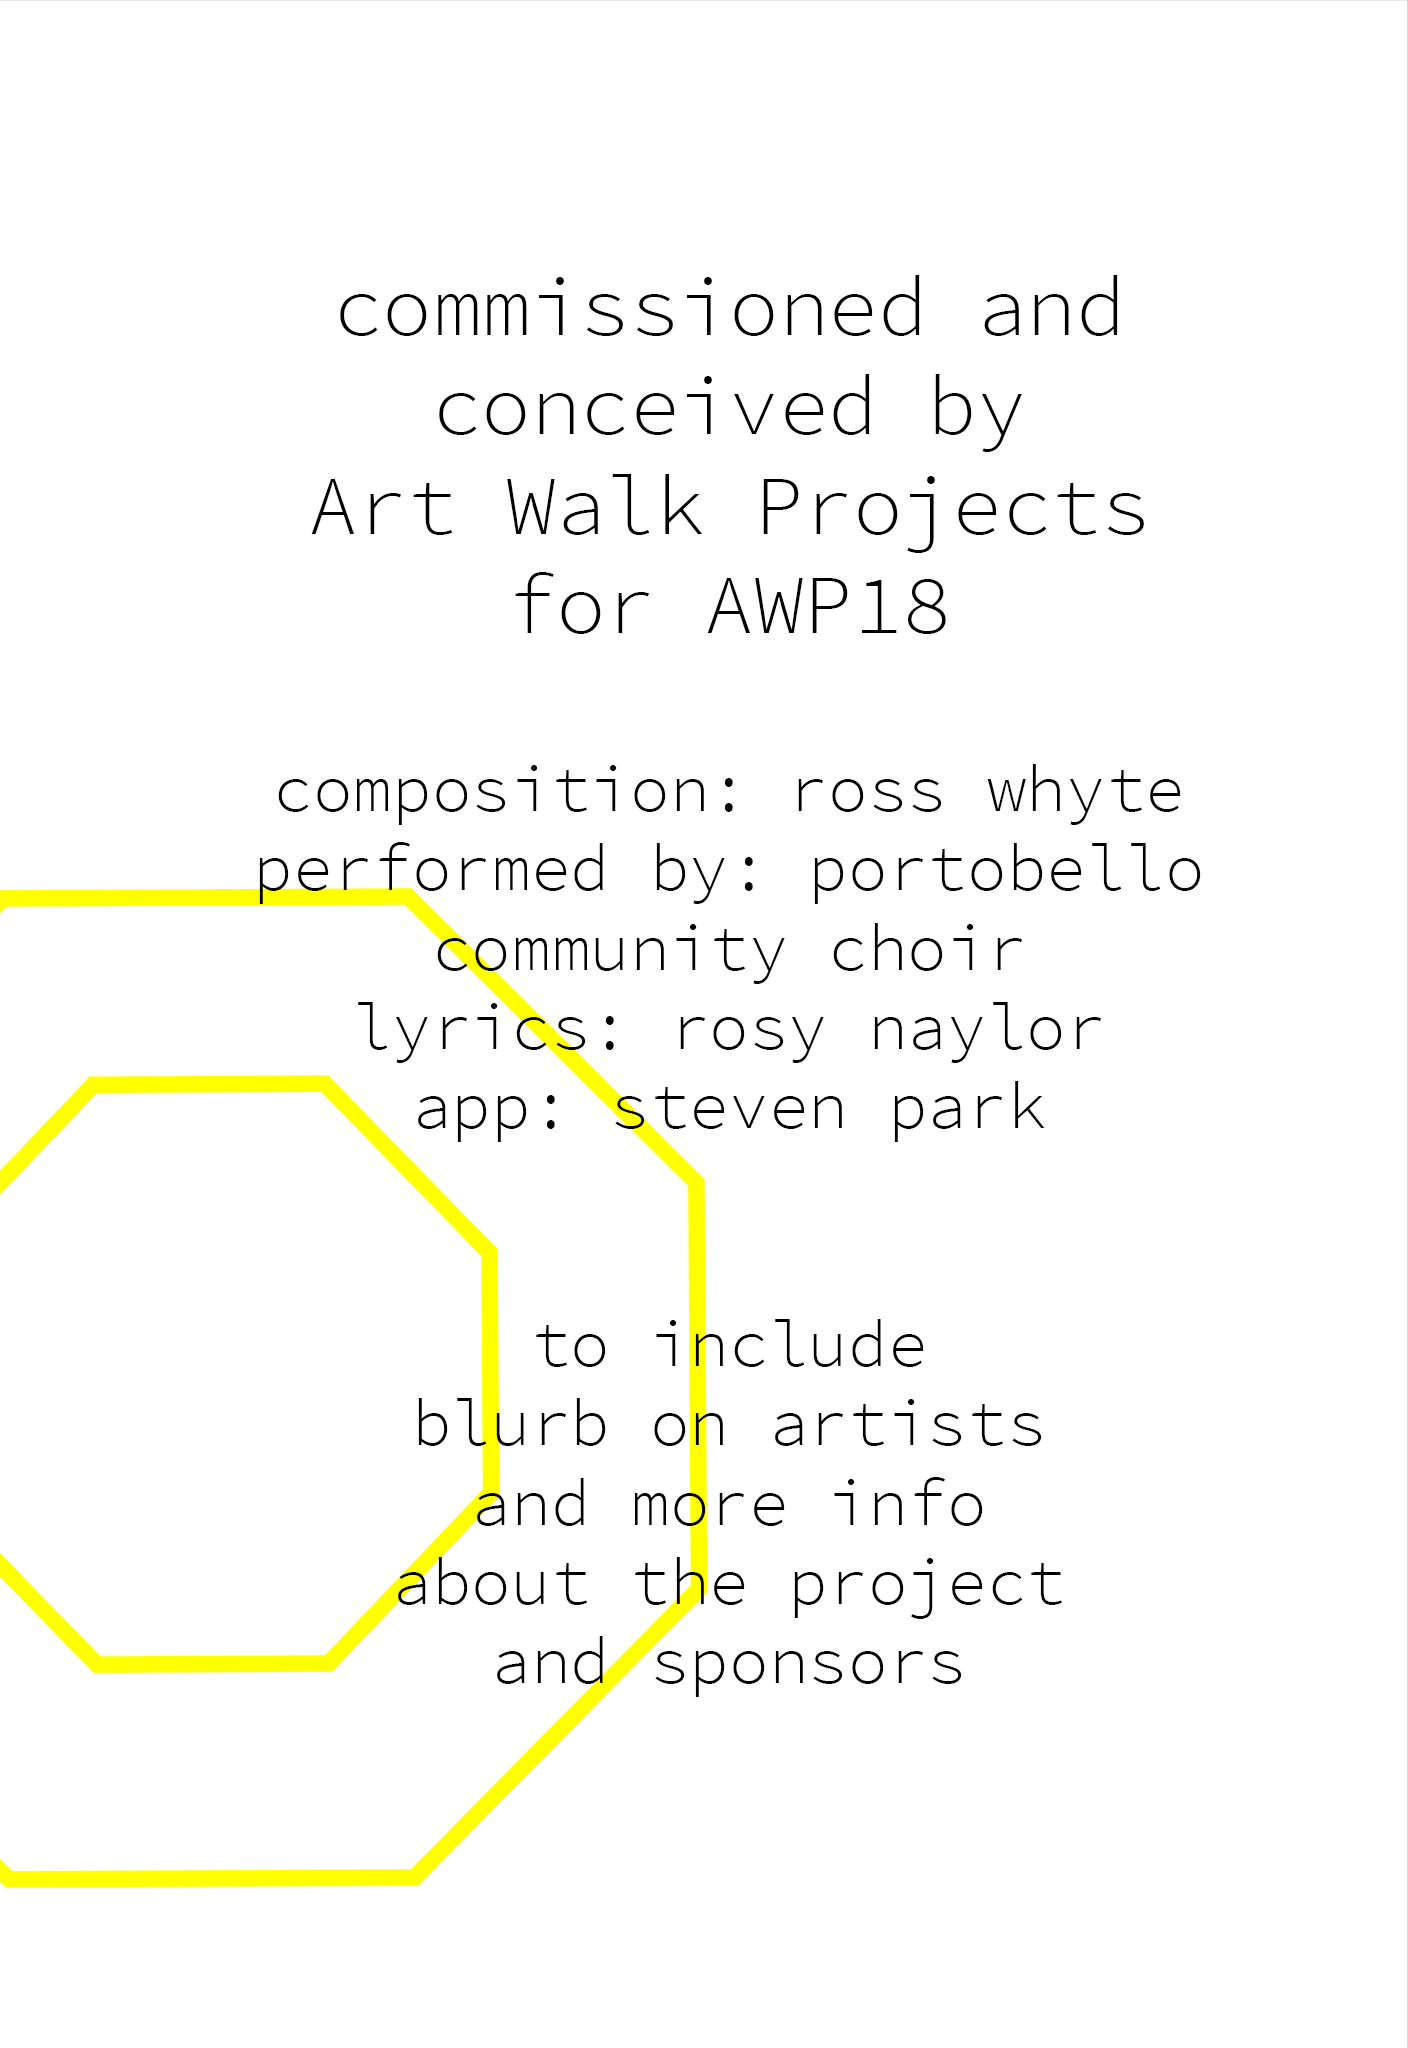 commissioned and
conceived by
Art Walk Projects
for AWP18
composition: ross whyte
performed by: portobello
community choir
lyrics: rosy naylor
app: steven park
to include
blurb on artists
and more info
about the project
and sponsors